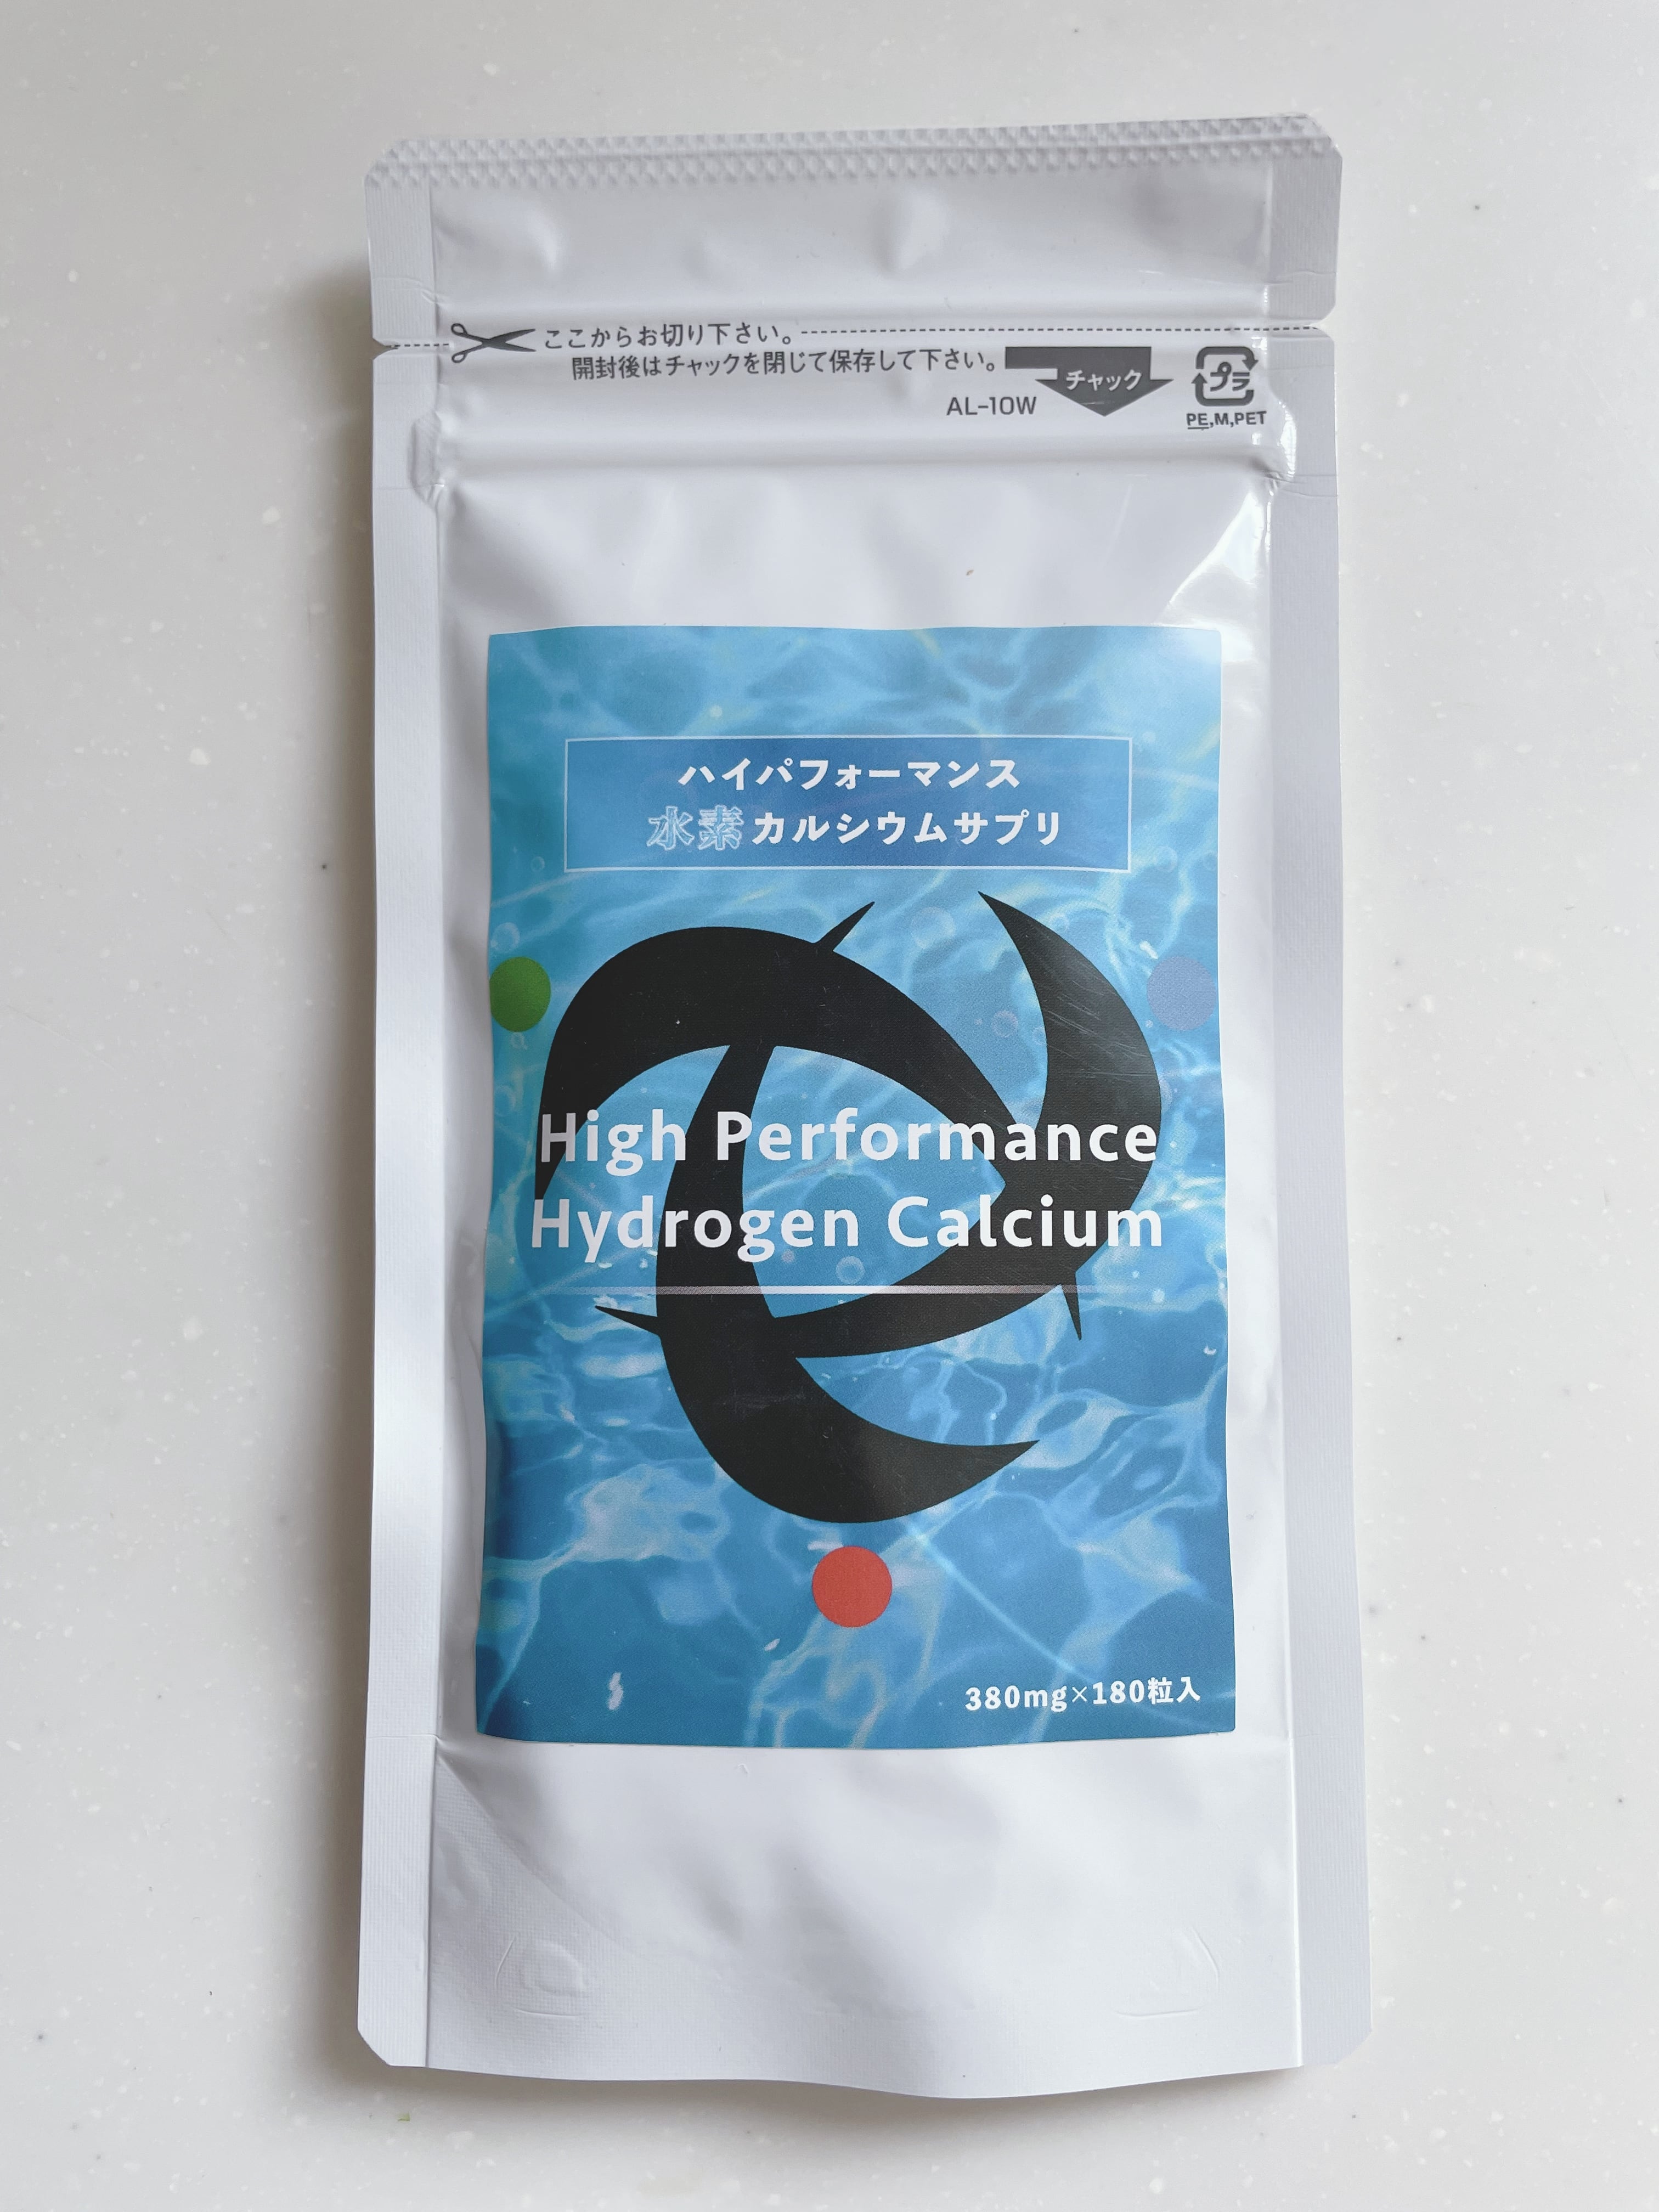 ここからお切り下さい。
開封後はチャックを閉じて保存して下さい。
チャック
プラ
AL-10W
PE,M,PET
ハイパフォーマンス
水素カルシウムサプリ
High Performance
Hydrogen Calcium
380mg×180粒入